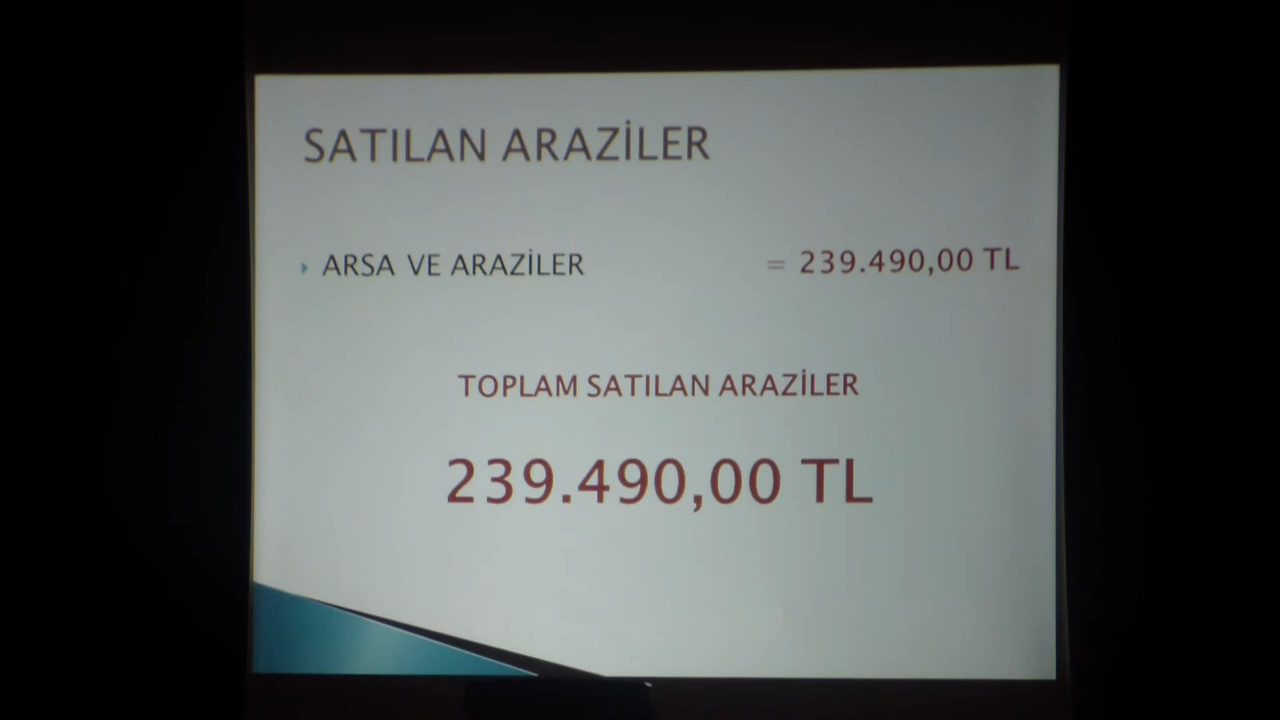 SATILAN ARAZİLER
ARSA VE ARAZİLER = 239.490,00 TL
TOPLAM SATILAN ARAZİLER
239.490,00 TL